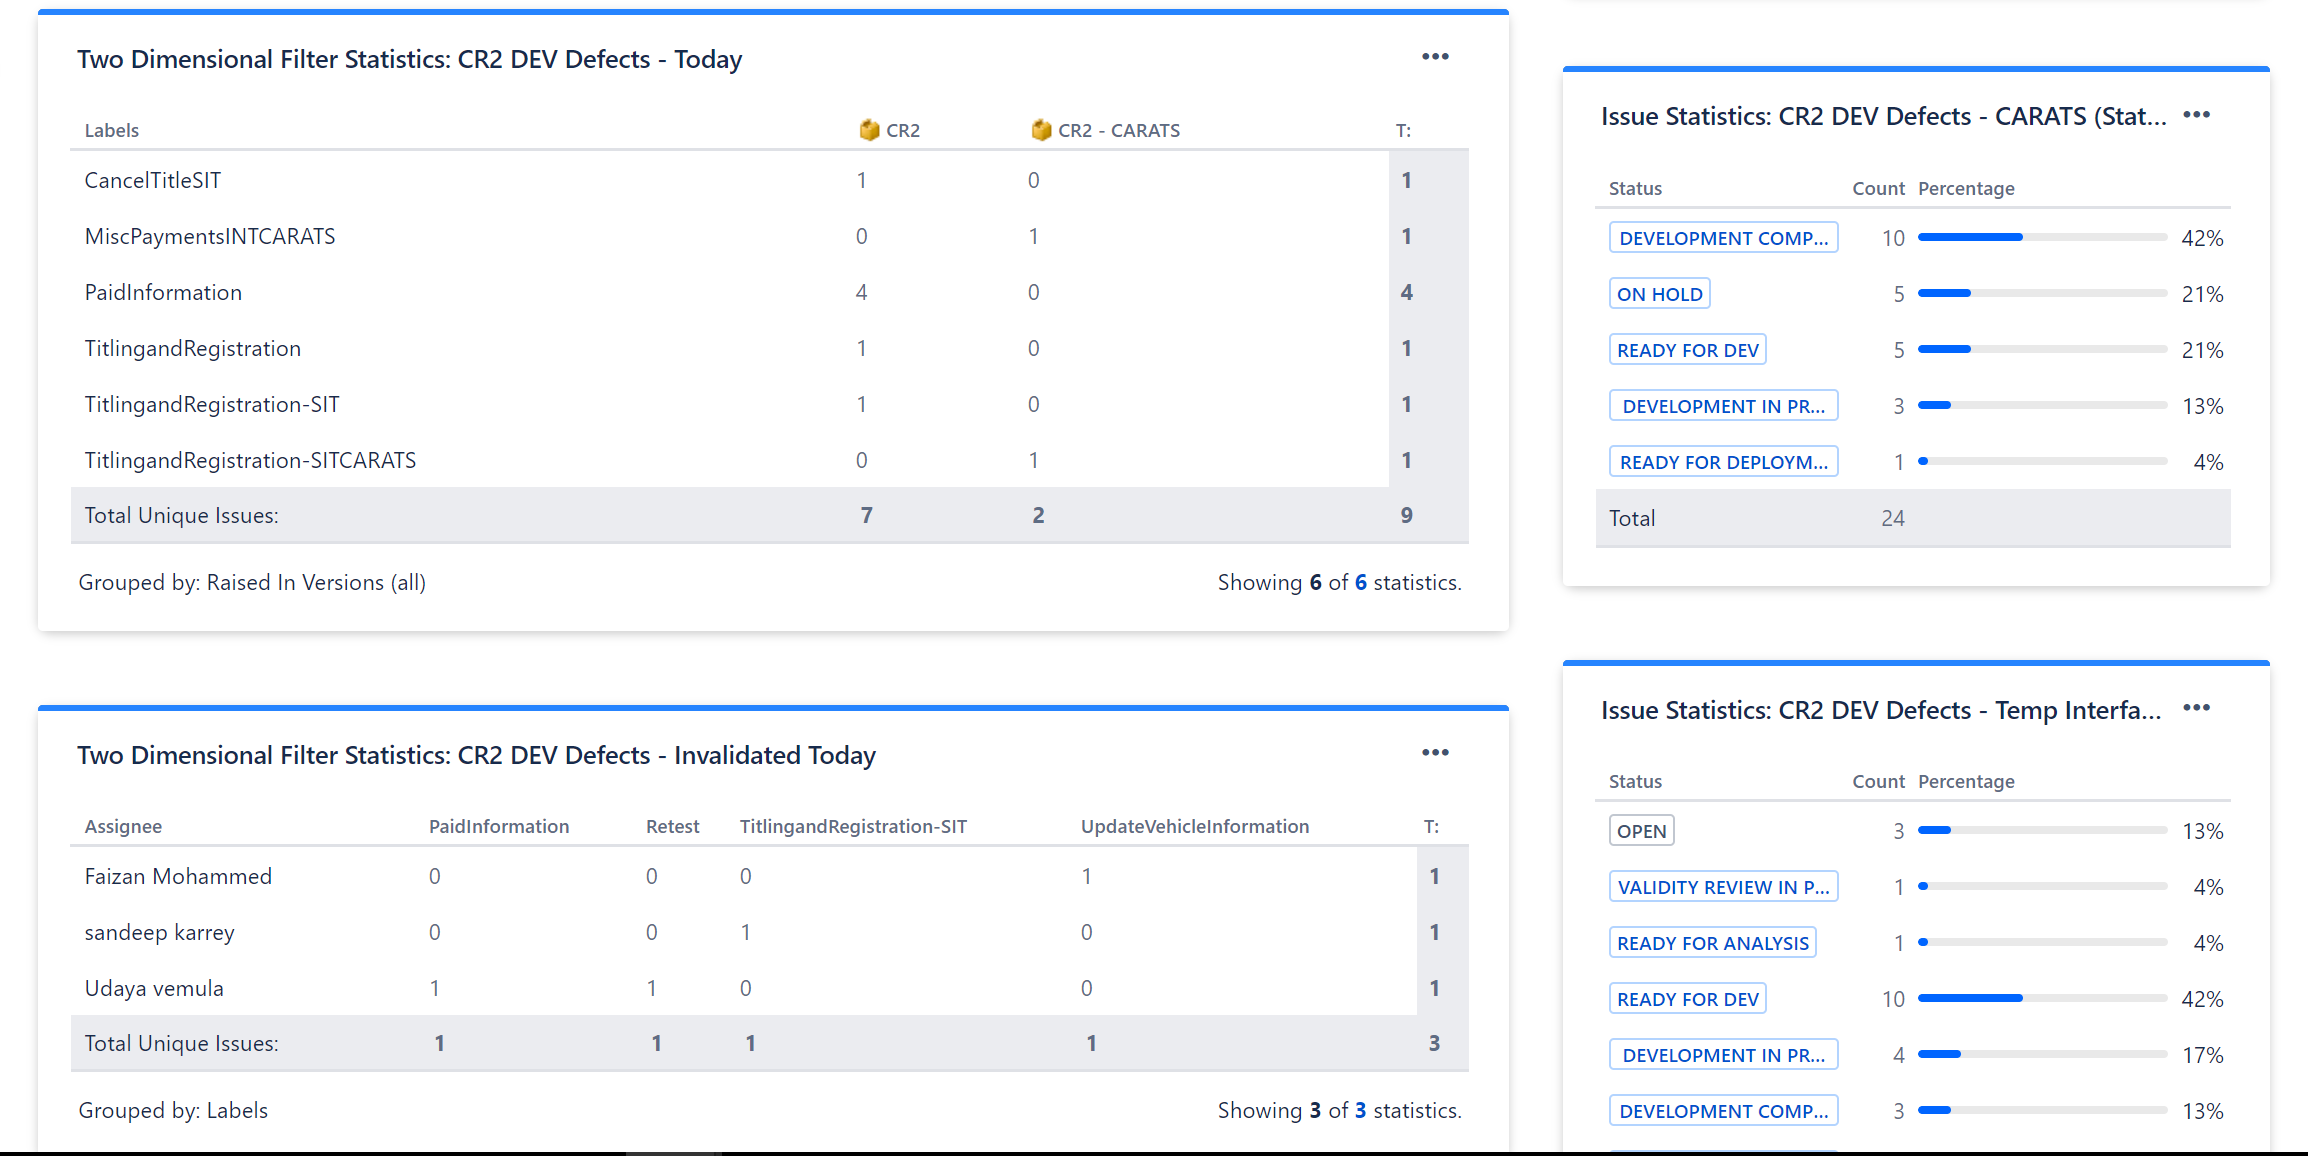 Two Dimensional Filter Statistics: CR2 DEV Defects - Today
Labels CR2 CR2 - CARATS T:
CancelTitleSIT 1 0 1
MiscPaymentsINTCARATS 0 1 1
PaidInformation 4 0 4
TitlingandRegistration 1 0 1
TitlingandRegistration-SIT 1 0 1
TitlingandRegistration-SITCARATS 0 1 1
Total Unique Issues: 7 2 9
Grouped by: Raised In Versions (all) Showing 6 of 6 statistics.
Two Dimensional Filter Statistics: CR2 DEV Defects - Invalidated Today
Assignee PaidInformation Retest TitlingandRegistration-SIT UpdateVehicleInformation T:
Faizan Mohammed 0 0 0 1 1
sandeep karrey 0 0 1 0 1
Udaya vemula 1 1 0 0 1
Total Unique Issues: 1 1 1 1 3
Grouped by: Labels Showing 3 of 3 statistics.
Issue Statistics: CR2 DEV Defects - CARATS (Stat...
Status Count Percentage
DEVELOPMENT COMP... 10 42%
ON HOLD 5 21%
READY FOR DEV 5 21%
DEVELOPMENT IN PR... 3 13%
READY FOR DEPLOYM... 1 4%
Total 24
Issue Statistics: CR2 DEV Defects - Temp Interfa...
Status Count Percentage
OPEN 3 13%
VALIDITY REVIEW IN P... 1 4%
READY FOR ANALYSIS 1 4%
READY FOR DEV 10 42%
DEVELOPMENT IN PR... 4 17%
DEVELOPMENT COMP... 3 13%